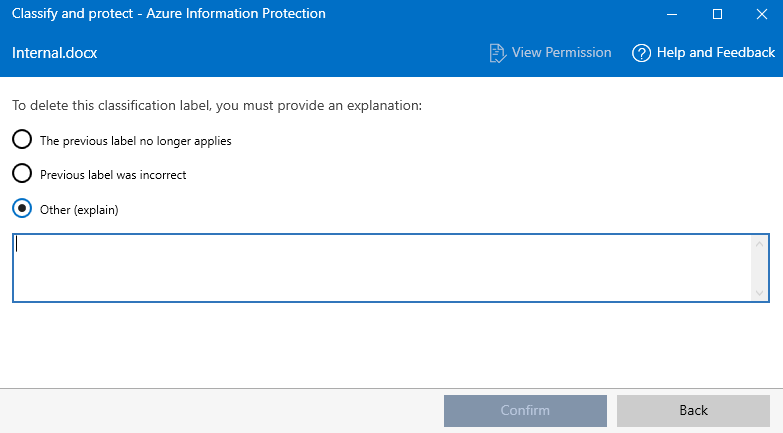 Classify and protect - Azure Information Protection
Internal.docx
View Permission
Help and Feedback
To delete this classification label, you must provide an explanation:
The previous label no longer applies
Previous label was incorrect
Other (explain)
Confirm
Back